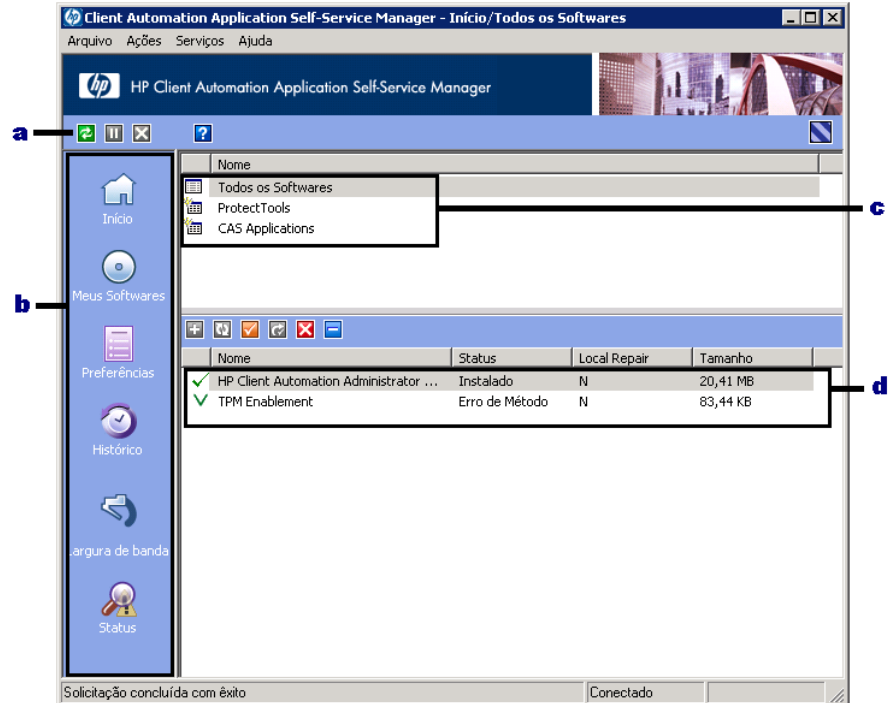 Client Automation Application Self-Service Manager - Início/Todos os Softwares
Arquivo Ações Serviços Ajuda
hp HP Client Automation Application Self-Service Manager
a
?
Nome
Todos os Softwares
ProtectTools
CAS Applications
c
b
Início
Meus Softwares
Preferências
Histórico
Largura de banda
Status
Nome Status Local Repair Tamanho
HP Client Automation Administrator ... Instalado N 20,41 MB
TPM Enablement Erro de Método N 83,44 KB
d
Solicitação concluída com êxito Conectado